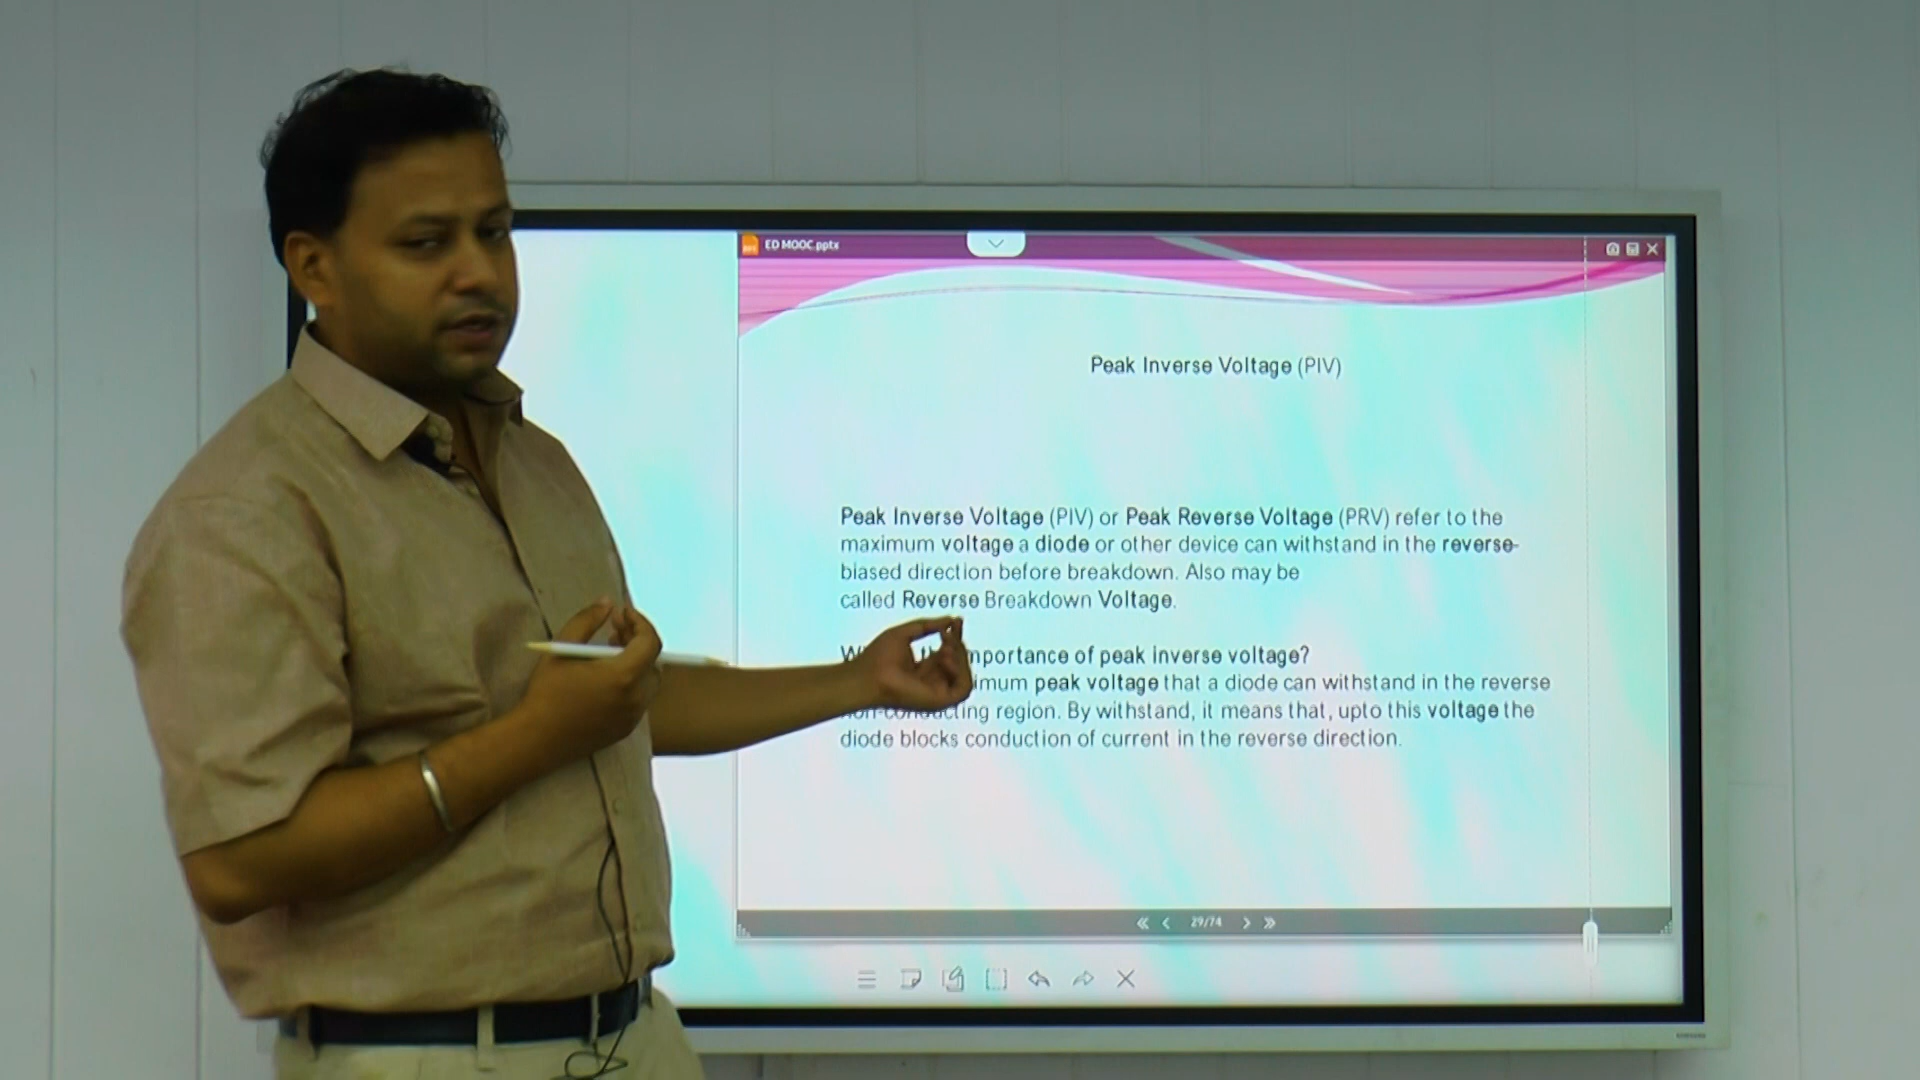 ED MOOC.pptx
Peak Inverse Voltage (PIV)
Peak Inverse Voltage (PIV) or Peak Reverse Voltage (PRV) refer to the
maximum voltage a diode or other device can withstand in the reverse-
biased direction before breakdown. Also may be
called Reverse Breakdown Voltage.
importance of peak inverse voltage?
peak voltage that a diode can withstand in the reverse
non-conducting region. By withstand, it means that, upto this voltage the
diode blocks conduction of current in the reverse direction.
29/74